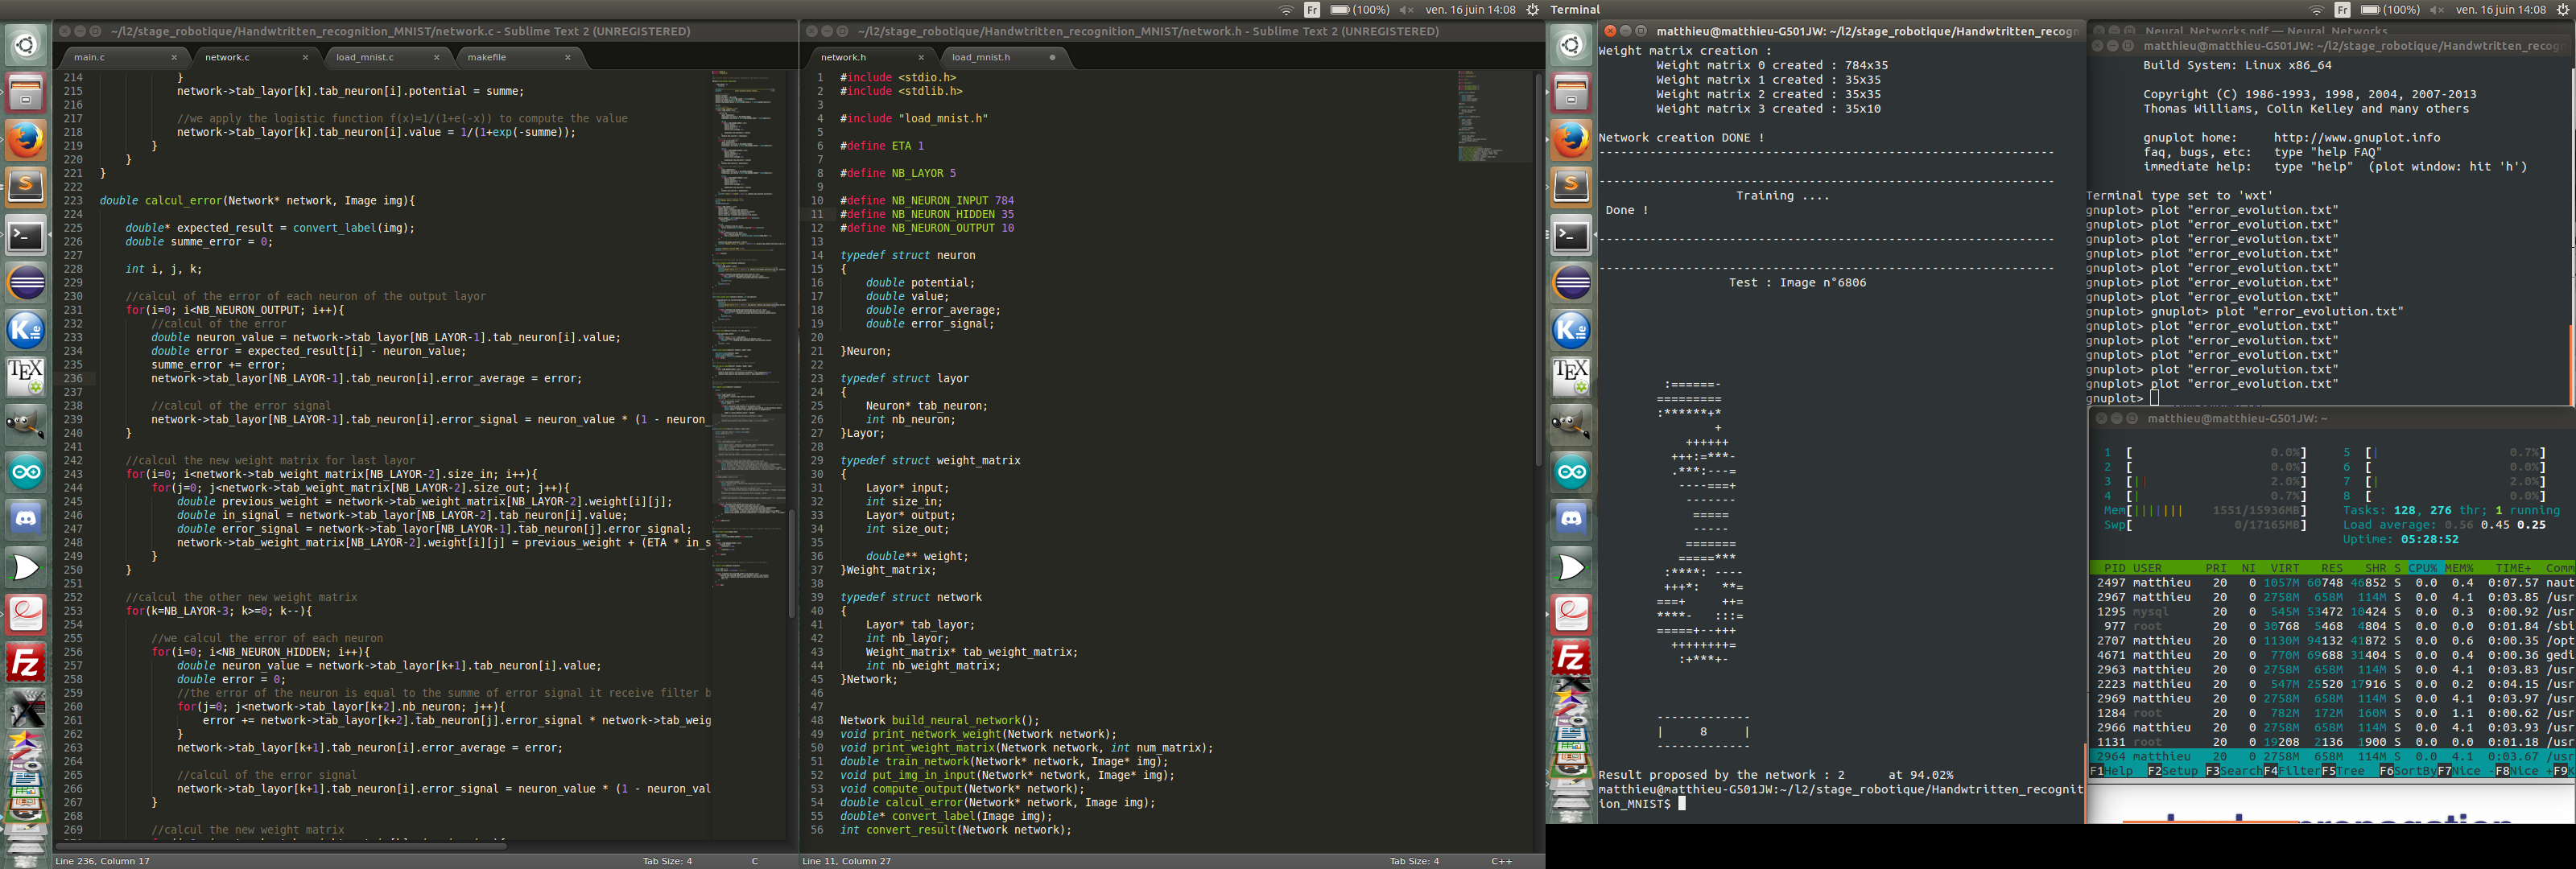 Fr (100%) ven. 16 juin 14:08
~/l2/stage_robotique/Handwtritten_recognition_MNIST/network.c - Sublime Text 2 (UNREGISTERED)
main.c × network.c × load_mnist.c × makefile ×
214 }
215 network->tab_layor[k].tab_neuron[i].potential = summe;
216
217 //we apply the logistic function f(x)=1/(1+e(-x)) to compute the value
218 network->tab_layor[k].tab_neuron[i].value = 1/(1+exp(-summe));
219 }
220 }
221 }
222
223 double calcul_error(Network* network, Image img){
224
225 double* expected_result = convert_label(img);
226 double summe_error = 0;
227
228 int i, j, k;
229
230 //calcul of the error of each neuron of the output layor
231 for(i=0; i<NB_NEURON_OUTPUT; i++){
232 //calcul of the error
233 double neuron_value = network->tab_layor[NB_LAYOR-1].tab_neuron[i].value;
234 double error = expected_result[i] - neuron_value;
235 summe_error += error;
236 network->tab_layor[NB_LAYOR-1].tab_neuron[i].error_average = error;
237
238 //calcul of the error signal
239 network->tab_layor[NB_LAYOR-1].tab_neuron[i].error_signal = neuron_value * (1 - neuron_
240 }
241
242 //calcul the new weight matrix for last layor
243 for(i=0; i<network->tab_weight_matrix[NB_LAYOR-2].size_in; i++){
244 for(j=0; j<network->tab_weight_matrix[NB_LAYOR-2].size_out; j++){
245 double previous_weight = network->tab_weight_matrix[NB_LAYOR-2].weight[i][j];
246 double in_signal = network->tab_layor[NB_LAYOR-2].tab_neuron[i].value;
247 double error_signal = network->tab_layor[NB_LAYOR-1].tab_neuron[j].error_signal;
248 network->tab_weight_matrix[NB_LAYOR-2].weight[i][j] = previous_weight + (ETA * in_s
249 }
250 }
251
252 //calcul the other new weight matrix
253 for(k=NB_LAYOR-3; k>=0; k--){
254
255 //we calcul the error of each neuron
256 for(i=0; i<NB_NEURON_HIDDEN; i++){
257 double neuron_value = network->tab_layor[k+1].tab_neuron[i].value;
258 double error = 0;
259 //the error of the neuron is equal to the summe of error signal it receive filter b
260 for(j=0; j<network->tab_layor[k+2].nb_neuron; j++){
261 error += network->tab_layor[k+2].tab_neuron[j].error_signal * network->tab_weig
262 }
263 network->tab_layor[k+1].tab_neuron[i].error_average = error;
264
265 //calcul of the error signal
266 network->tab_layor[k+1].tab_neuron[i].error_signal = neuron_value * (1 - neuron_val
267 }
268
269 //calcul the new weight matrix
Line 236, Column 17 Tab Size: 4 C
~/l2/stage_robotique/Handwtritten_recognition_MNIST/network.h - Sublime Text 2 (UNREGISTERED)
network.h × load_mnist.h
1 #include <stdio.h>
2 #include <stdlib.h>
3
4 #include "load_mnist.h"
5
6 #define ETA 1
7
8 #define NB_LAYOR 5
9
10 #define NB_NEURON_INPUT 784
11 #define NB_NEURON_HIDDEN 35
12 #define NB_NEURON_OUTPUT 10
13
14 typedef struct neuron
15 {
16 double potential;
17 double value;
18 double error_average;
19 double error_signal;
20
21 }Neuron;
22
23 typedef struct layor
24 {
25 Neuron* tab_neuron;
26 int nb_neuron;
27 }Layor;
28
29 typedef struct weight_matrix
30 {
31 Layor* input;
32 int size_in;
33 Layor* output;
34 int size_out;
35
36 double** weight;
37 }Weight_matrix;
38
39 typedef struct network
40 {
41 Layor* tab_layor;
42 int nb_layor;
43 Weight_matrix* tab_weight_matrix;
44 int nb_weight_matrix;
45 }Network;
46
47
48 Network build_neural_network();
49 void print_network_weight(Network network);
50 void print_weight_matrix(Network network, int num_matrix);
51 double train_network(Network* network, Image* img);
52 void put_img_in_input(Network* network, Image* img);
53 void compute_output(Network* network);
54 double calcul_error(Network* network, Image img);
55 double* convert_label(Image img);
56 int convert_result(Network network);
Line 11, Column 27 Tab Size: 4 C++
Terminal Fr (100%) ven. 16 juin 14:08
matthieu@matthieu-G501JW: ~/l2/stage_robotique/Handwtritten_recogn
Weight matrix creation :
Weight matrix 0 created : 784x35
Weight matrix 1 created : 35x35
Weight matrix 2 created : 35x35
Weight matrix 3 created : 35x10
Network creation DONE !
---------------------------------------------------------------
---------------------------------------------------------------
Training ....
Done !
---------------------------------------------------------------
---------------------------------------------------------------
Test : Image n°6806
:======-
=========
:******+*
+
++++++
+++:=***-
.***:---=
----===+
-------
=====
-----
=======
=====***
:****: ----
+++*: **=
===+ ++=
****- :::=
=====+--+++
++++++++=
:+***+-
-------------
| 8 |
-------------
Result proposed by the network : 2 at 94.02%
matthieu@matthieu-G501JW:~/l2/stage_robotique/Handwtritten_recognit
ion_MNIST$
Neural_Networks.pdf — Neural_Networks
matthieu@matthieu-G501JW: ~/l2/stage_robotique/Handwtritten_recog
Build System: Linux x86_64
Copyright (C) 1986-1993, 1998, 2004, 2007-2013
Thomas Williams, Colin Kelley and many others
gnuplot home: http://www.gnuplot.info
faq, bugs, etc: type "help FAQ"
immediate help: type "help" (plot window: hit 'h')
Terminal type set to 'wxt'
gnuplot> plot "error_evolution.txt"
gnuplot> plot "error_evolution.txt"
gnuplot> plot "error_evolution.txt"
gnuplot> plot "error_evolution.txt"
gnuplot> plot "error_evolution.txt"
gnuplot> plot "error_evolution.txt"
gnuplot> plot "error_evolution.txt"
gnuplot> gnuplot> plot "error_evolution.txt"
gnuplot> plot "error_evolution.txt"
gnuplot> plot "error_evolution.txt"
gnuplot> plot "error_evolution.txt"
gnuplot> plot "error_evolution.txt"
gnuplot> plot "error_evolution.txt"
gnuplot>
matthieu@matthieu-G501JW: ~
1 [ 0.0%] 5 [| 0.7%]
2 [ 0.0%] 6 [ 0.0%]
3 [|| 2.0%] 7 [| 2.0%]
4 [| 0.7%] 8 [ 0.0%]
Mem[||||||| 1551/15936MB] Tasks: 128, 276 thr; 1 running
Swp[ 0/17165MB] Load average: 0.56 0.45 0.25
Uptime: 05:28:52
PID USER PRI NI VIRT RES SHR S CPU% MEM% TIME+ Comm
2497 matthieu 20 0 1057M 60748 46852 S 0.0 0.4 0:07.57 naut
2967 matthieu 20 0 2758M 658M 114M S 0.0 4.1 0:03.85 /usr
1295 mysql 20 0 545M 53472 10424 S 0.0 0.3 0:00.92 /usr
977 root 20 0 30768 5468 4804 S 0.0 0.0 0:01.84 /sbi
2707 matthieu 20 0 1130M 94132 41872 S 0.0 0.6 0:00.35 /opt
4671 matthieu 20 0 770M 69688 31404 S 0.0 0.4 0:00.36 gedi
2963 matthieu 20 0 2758M 658M 114M S 0.0 4.1 0:03.83 /usr
2223 matthieu 20 0 547M 25520 17916 S 0.0 0.2 0:04.15 /usr
2969 matthieu 20 0 2758M 658M 114M S 0.0 4.1 0:03.97 /usr
1284 root 20 0 782M 172M 160M S 0.0 1.1 0:00.62 /usr
2966 matthieu 20 0 2758M 658M 114M S 0.0 4.1 0:03.93 /usr
1131 root 20 0 19208 2136 1900 S 0.0 0.0 0:01.18 /usr
2964 matthieu 20 0 2758M 658M 114M S 0.0 4.1 0:03.67 /usr
F1Help F2Setup F3SearchF4FilterF5Tree F6SortByF7Nice -F8Nice +F9K